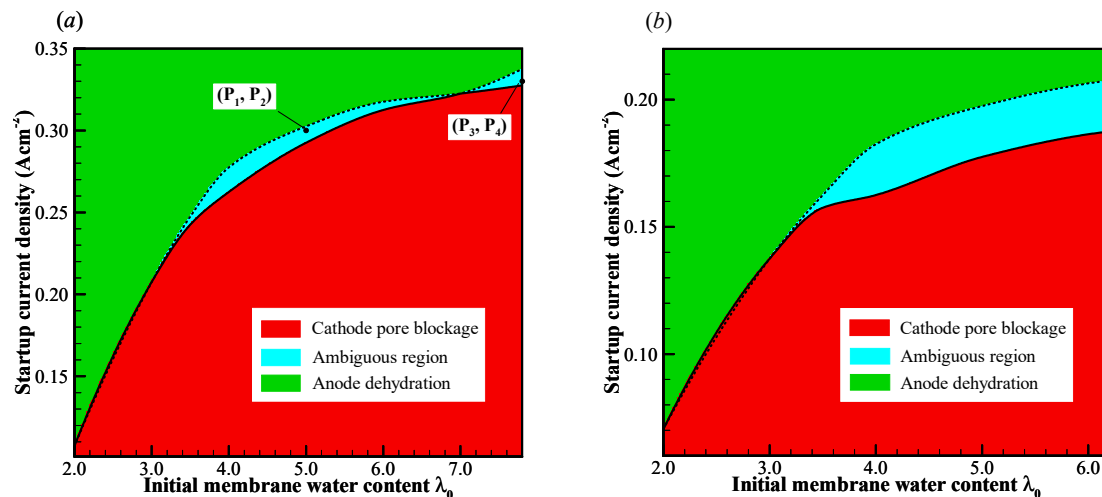 (a)
0.35
0.30
0.25
0.20
0.15
Startup current density (Acm⁻²)
(P₁, P₂)
(P₃, P₄)
Cathode pore blockage
Ambiguous region
Anode dehydration
2.0 3.0 4.0 5.0 6.0 7.0
Initial membrane water content λ₀
(b)
0.20
0.15
0.10
Startup current density (Acm⁻²)
Cathode pore blockage
Ambiguous region
Anode dehydration
2.0 3.0 4.0 5.0 6.0
Initial membrane water content λ₀